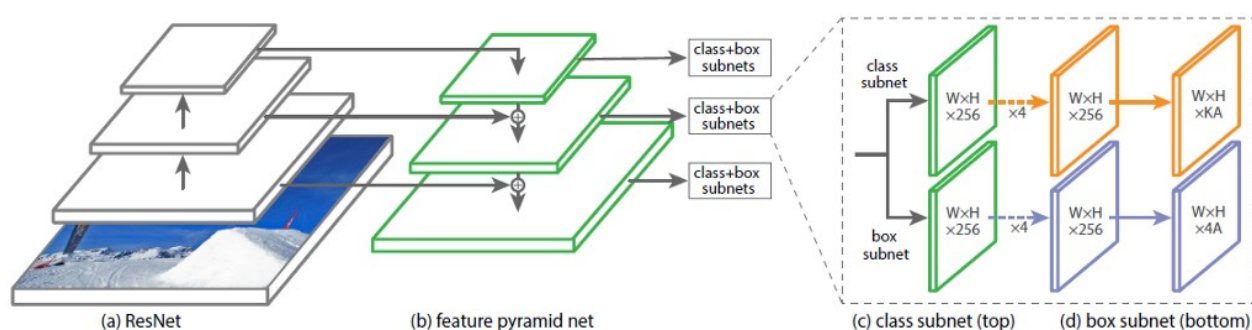 class+box
subnets
class+box
subnets
class+box
subnets
class
subnet
box
subnet
W×H
×256
×4
W×H
×256
W×H
×KA
W×H
×256
×4
W×H
×256
W×H
×4A
(a) ResNet
(b) feature pyramid net
(c) class subnet (top)
(d) box subnet (bottom)